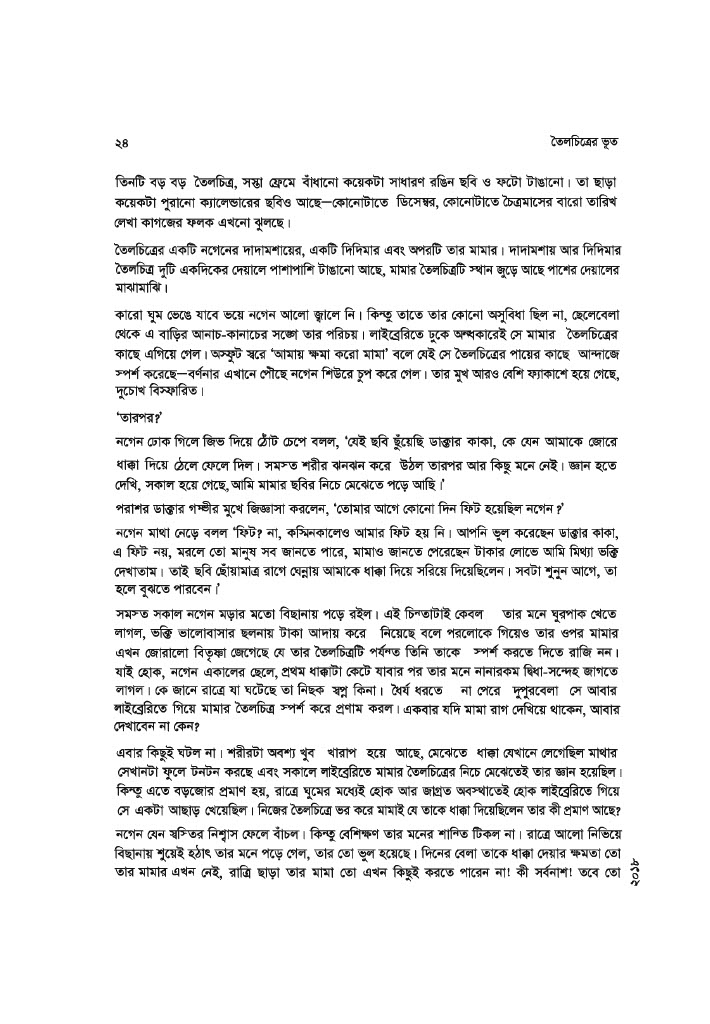 ২৪ তৈলচিত্রের ভূত
তিনটি বড় বড় তৈলচিত্র, সস্তা ফ্রেমে বাঁধানো কয়েকটা সাধারণ রঙিন ছবি ও ফটো টাঙানো। তা ছাড়া
কয়েকটা পুরানো ক্যালেন্ডারের ছবিও আছে—কোনোটাতে ডিসেম্বর, কোনোটাতে চৈত্রমাসের বারো তারিখ
লেখা কাগজের ফলক এখনো ঝুলছে।
তৈলচিত্রের একটি নগেনের দাদামশায়ের, একটি দিদিমার এবং অপরটি তার মামার। দাদামশায় আর দিদিমার
তৈলচিত্র দুটি একদিকের দেয়ালে পাশাপাশি টাঙানো আছে, মামার তৈলচিত্রটি স্থান জুড়ে আছে পাশের দেয়ালের
মাঝামাঝি।
কারো ঘুম ভেঙে যাবে ভয়ে নগেন আলো জ্বালে নি। কিন্তু তাতে তার কোনো অসুবিধা ছিল না, ছেলেবেলা
থেকে এ বাড়ির আনাচ-কানাচের সঙ্গে তার পরিচয়। লাইব্রেরিতে ঢুকে অন্ধকারেই সে মামার তৈলচিত্রের
কাছে এগিয়ে গেল। অস্ফুট স্বরে ‘আমায় ক্ষমা করো মামা’ বলে যেই সে তৈলচিত্রের পায়ের কাছে আন্দাজে
স্পর্শ করেছে—বর্ণনার এখানে পৌছে নগেন শিউরে চুপ করে গেল। তার মুখ আরও বেশি ফ্যাকাশে হয়ে গেছে,
দুচোখ বিস্ফারিত।
‘তারপর?’
নগেন ঢোক গিলে জিভ দিয়ে ঠোঁট চেপে বলল, ‘যেই ছবি ছুঁয়েছি ডাক্তার কাকা, কে যেন আমাকে জোরে
ধাক্কা দিয়ে ঠেলে ফেলে দিল। সমস্ত শরীর ঝনঝন করে উঠল তারপর আর কিছু মনে নেই। জ্ঞান হতে
দেখি, সকাল হয়ে গেছে, আমি মামার ছবির নিচে মেঝেতে পড়ে আছি।’
পরাশর ডাক্তার গম্ভীর মুখে জিজ্ঞাসা করলেন, ‘তোমার আগে কোনো দিন ফিট হয়েছিল নগেন?’
নগেন মাথা নেড়ে বলল ‘ফিট? না, কস্মিনকালেও আমার ফিট হয় নি। আপনি ভুল করেছেন ডাক্তার কাকা,
এ ফিট নয়, মরলে তো মানুষ সব জানতে পারে, মামাও জানতে পেরেছেন টাকার লোভে আমি মিথ্যা ভক্তি
দেখাতাম। তাই ছবি ছোঁয়ামাত্র রাগে ঘেন্নায় আমাকে ধাক্কা দিয়ে সরিয়ে দিয়েছিলেন। সবটা শুনুন আগে, তা
হলে বুঝতে পারবেন।’
সমস্ত সকাল নগেন মড়ার মতো বিছানায় পড়ে রইল। এই চিন্তাটাই কেবল তার মনে ঘুরপাক খেতে
লাগল, ভক্তি ভালোবাসার ছলনায় টাকা আদায় করে নিয়েছে বলে পরলোকে গিয়েও তার ওপর মামার
এখন জোরালো বিতৃষ্ণা জেগেছে যে তার তৈলচিত্রটি পর্যন্ত তিনি তাকে স্পর্শ করতে দিতে রাজি নন।
যাই হোক, নগেন একালের ছেলে, প্রথম ধাক্কাটা কেটে যাবার পর তার মনে নানারকম দ্বিধা-সন্দেহ জাগতে
লাগল। কে জানে রাত্রে যা ঘটেছে তা নিছক স্বপ্ন কিনা। ধৈর্য ধরতে না পেরে দুপুরবেলা সে আবার
লাইব্রেরিতে গিয়ে মামার তৈলচিত্র স্পর্শ করে প্রণাম করল। একবার যদি মামা রাগ দেখিয়ে থাকেন, আবার
দেখাবেন না কেন?
এবার কিছুই ঘটল না। শরীরটা অবশ্য খুব খারাপ হয়ে আছে, মেঝেতে ধাক্কা যেখানে লেগেছিল মাথার
সেখানটা ফুলে টনটন করছে এবং সকালে লাইব্রেরিতে মামার তৈলচিত্রের নিচে মেঝেতেই তার জ্ঞান হয়েছিল।
কিন্তু এতে বড়জোর প্রমাণ হয়, রাত্রে ঘুমের মধ্যেই হোক আর জাগ্রত অবস্থাতেই হোক লাইব্রেরিতে গিয়ে
সে একটা আছাড় খেয়েছিল। নিজের তৈলচিত্রে ভর করে মামাই যে তাকে ধাক্কা দিয়েছিলেন তার কী প্রমাণ আছে?
নগেন যেন স্বস্তির নিশ্বাস ফেলে বাঁচল। কিন্তু বেশিক্ষণ তার মনের শান্তি টিকল না। রাত্রে আলো নিভিয়ে
বিছানায় শুয়েই হঠাৎ তার মনে পড়ে গেল, তার তো ভুল হয়েছে। দিনের বেলা তাকে ধাক্কা দেয়ার ক্ষমতা তো
তার মামার এখন নেই, রাত্রি ছাড়া তার মামা তো এখন কিছুই করতে পারেন না! কী সর্বনাশ! তবে তো
২০১৮